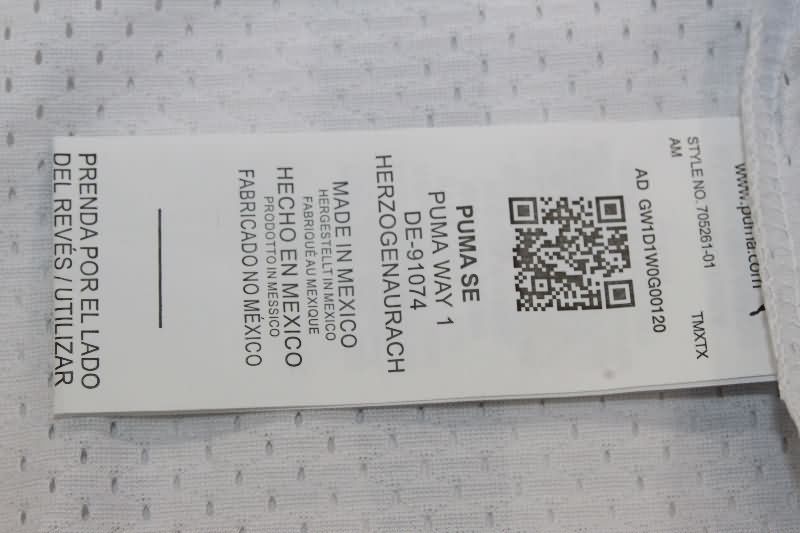 www.puma.com
STYLE NO. 705261-01 TMXTX
AM
AD GW1D1W0G00120
PUMA SE
PUMA WAY 1
DE-91074
HERZOGENAURACH
MADE IN MEXICO
HERGESTELLT IN MEXICO
FABRIQUÉ AU MEXIQUE
HECHO EN MEXICO
PRODOTTO IN MESSICO
FABRICADO NO MÉXICO
PRENDA POR EL LADO
DEL REVÉS / UTILIZAR